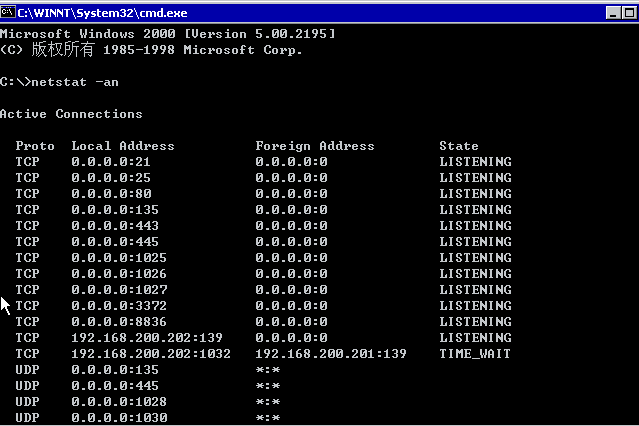 C:\WINNT\System32\cmd.exe
Microsoft Windows 2000 [Version 5.00.2195]
(C) 版权所有 1985-1998 Microsoft Corp.
C:\>netstat -an
Active Connections
Proto  Local Address          Foreign Address        State
TCP    0.0.0.0:21             0.0.0.0:0              LISTENING
TCP    0.0.0.0:25             0.0.0.0:0              LISTENING
TCP    0.0.0.0:80             0.0.0.0:0              LISTENING
TCP    0.0.0.0:135            0.0.0.0:0              LISTENING
TCP    0.0.0.0:443            0.0.0.0:0              LISTENING
TCP    0.0.0.0:445            0.0.0.0:0              LISTENING
TCP    0.0.0.0:1025           0.0.0.0:0              LISTENING
TCP    0.0.0.0:1026           0.0.0.0:0              LISTENING
TCP    0.0.0.0:1027           0.0.0.0:0              LISTENING
TCP    0.0.0.0:3372           0.0.0.0:0              LISTENING
TCP    0.0.0.0:8836           0.0.0.0:0              LISTENING
TCP    192.168.200.202:139    0.0.0.0:0              LISTENING
TCP    192.168.200.202:1032   192.168.200.201:139    TIME_WAIT
UDP    0.0.0.0:135            *:*
UDP    0.0.0.0:445            *:*
UDP    0.0.0.0:1028           *:*
UDP    0.0.0.0:1030           *:*